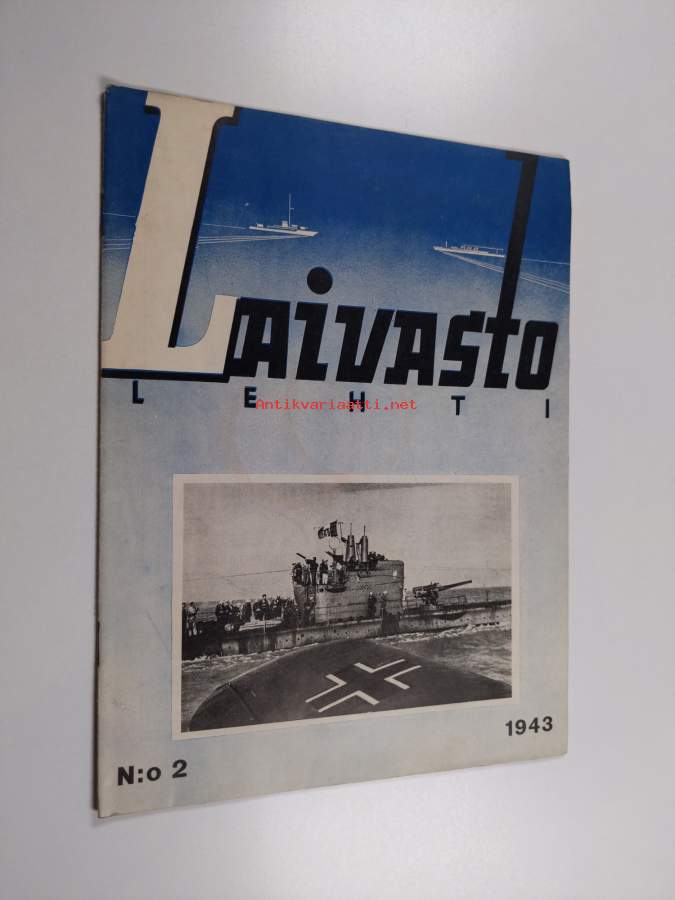 Laivasto
LEHTI
Antikvariaatti.net
N:o 2
1943